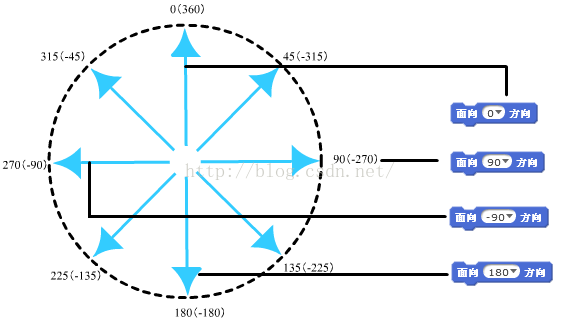 0(360)
315(-45)
45(-315)
面向 0 方向
270(-90)
90(-270)
面向 90 方向
http://blog.csdn.net/
面向 -90 方向
225(-135)
135(-225)
面向 180 方向
180(-180)